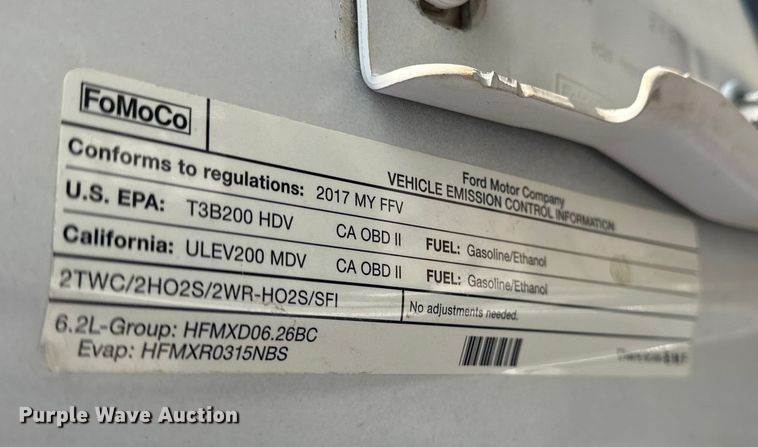 FoMoCo
Ford Motor Company
VEHICLE EMISSION CONTROL INFORMATION
Conforms to regulations: 2017 MY FFV
U.S. EPA: T3B200 HDV CA OBD II FUEL: Gasoline/Ethanol
California: ULEV200 MDV CA OBD II FUEL: Gasoline/Ethanol
2TWC/2HO2S/2WR-HO2S/SFI No adjustments needed.
6.2L-Group: HFMXD06.26BC
Evap: HFMXR0315NBS
Purple Wave Auction